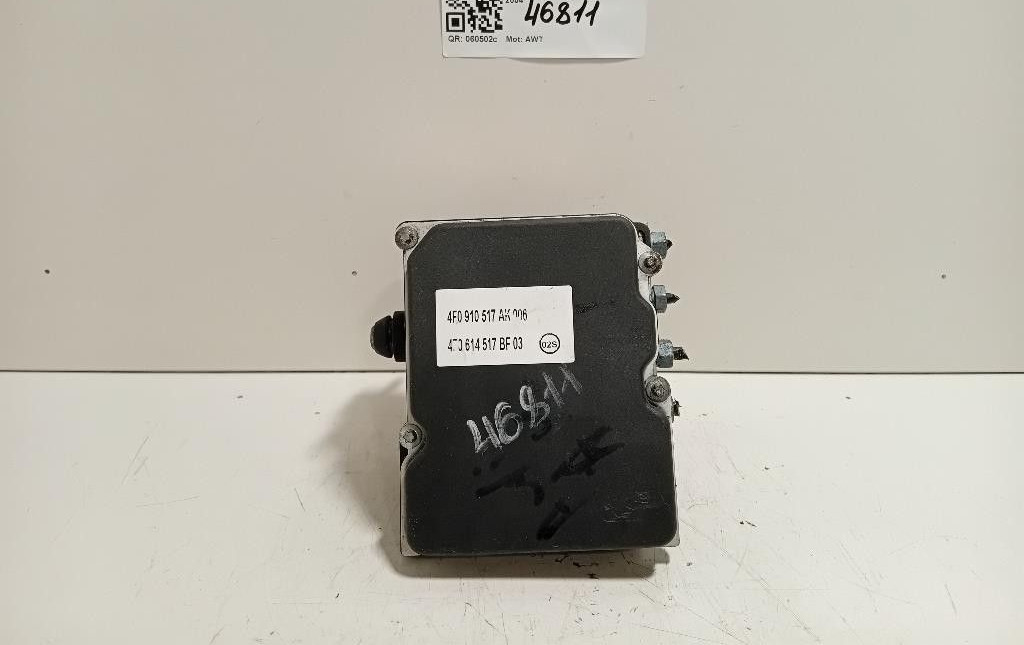 46811
QR: 060502c Mot: AWT
4F0 910 517 AK 006
4F0 614 517 BF 03 02S
46811